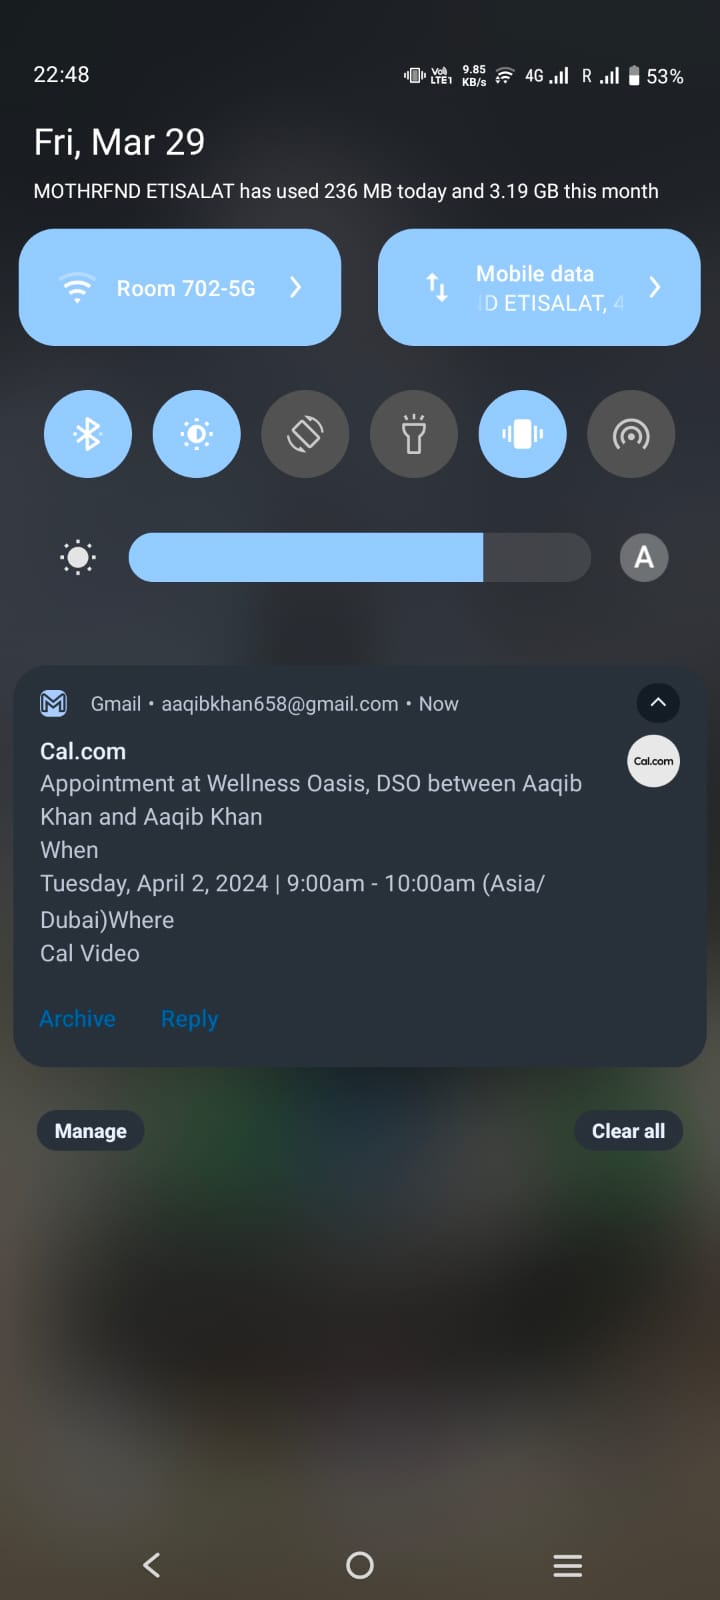 22:48
Vo) LTE1 9.85 KB/s 4G R 53%
Fri, Mar 29
MOTHRFND ETISALAT has used 236 MB today and 3.19 GB this month
Room 702-5G
Mobile data
D ETISALAT, 4
A
Gmail • aaqibkhan658@gmail.com • Now
Cal.com
Cal.com
Appointment at Wellness Oasis, DSO between Aaqib
Khan and Aaqib Khan
When
Tuesday, April 2, 2024 | 9:00am - 10:00am (Asia/
Dubai)Where
Cal Video
Archive Reply
Manage Clear all